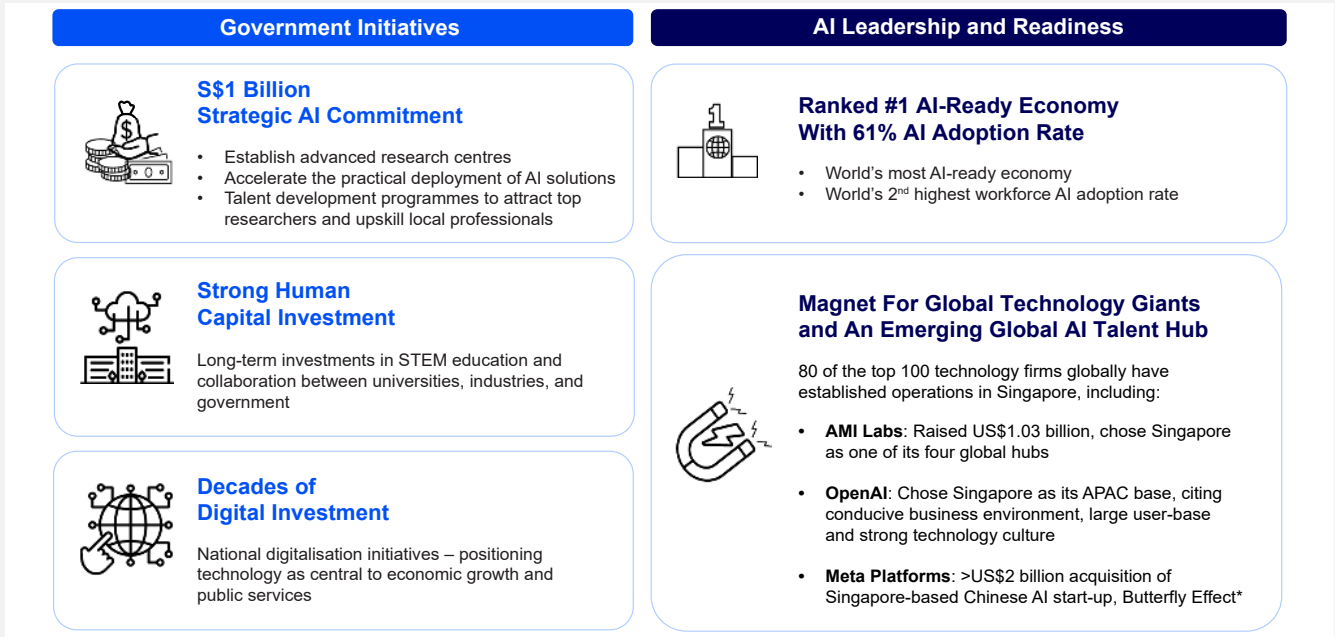 Government Initiatives
S$1 Billion
Strategic AI Commitment
• Establish advanced research centres
• Accelerate the practical deployment of AI solutions
• Talent development programmes to attract top
researchers and upskill local professionals
Strong Human
Capital Investment
Long-term investments in STEM education and
collaboration between universities, industries, and
government
Decades of
Digital Investment
National digitalisation initiatives – positioning
technology as central to economic growth and
public services
AI Leadership and Readiness
1
Ranked #1 AI-Ready Economy
With 61% AI Adoption Rate
• World’s most AI-ready economy
• World’s 2nd highest workforce AI adoption rate
Magnet For Global Technology Giants
and An Emerging Global AI Talent Hub
80 of the top 100 technology firms globally have
established operations in Singapore, including:
• AMI Labs: Raised US$1.03 billion, chose Singapore
as one of its four global hubs
• OpenAI: Chose Singapore as its APAC base, citing
conducive business environment, large user-base
and strong technology culture
• Meta Platforms: >US$2 billion acquisition of
Singapore-based Chinese AI start-up, Butterfly Effect*